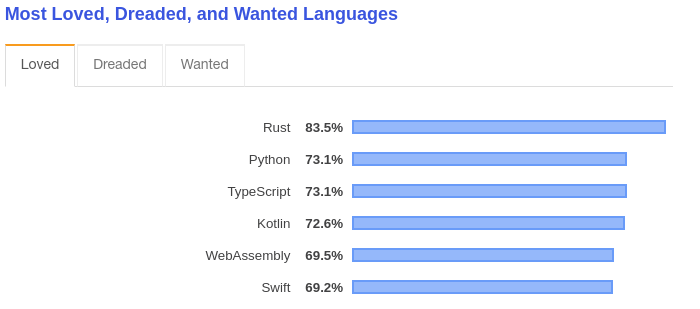 Most Loved, Dreaded, and Wanted Languages
Loved Dreaded Wanted
Rust 83.5%
Python 73.1%
TypeScript 73.1%
Kotlin 72.6%
WebAssembly 69.5%
Swift 69.2%